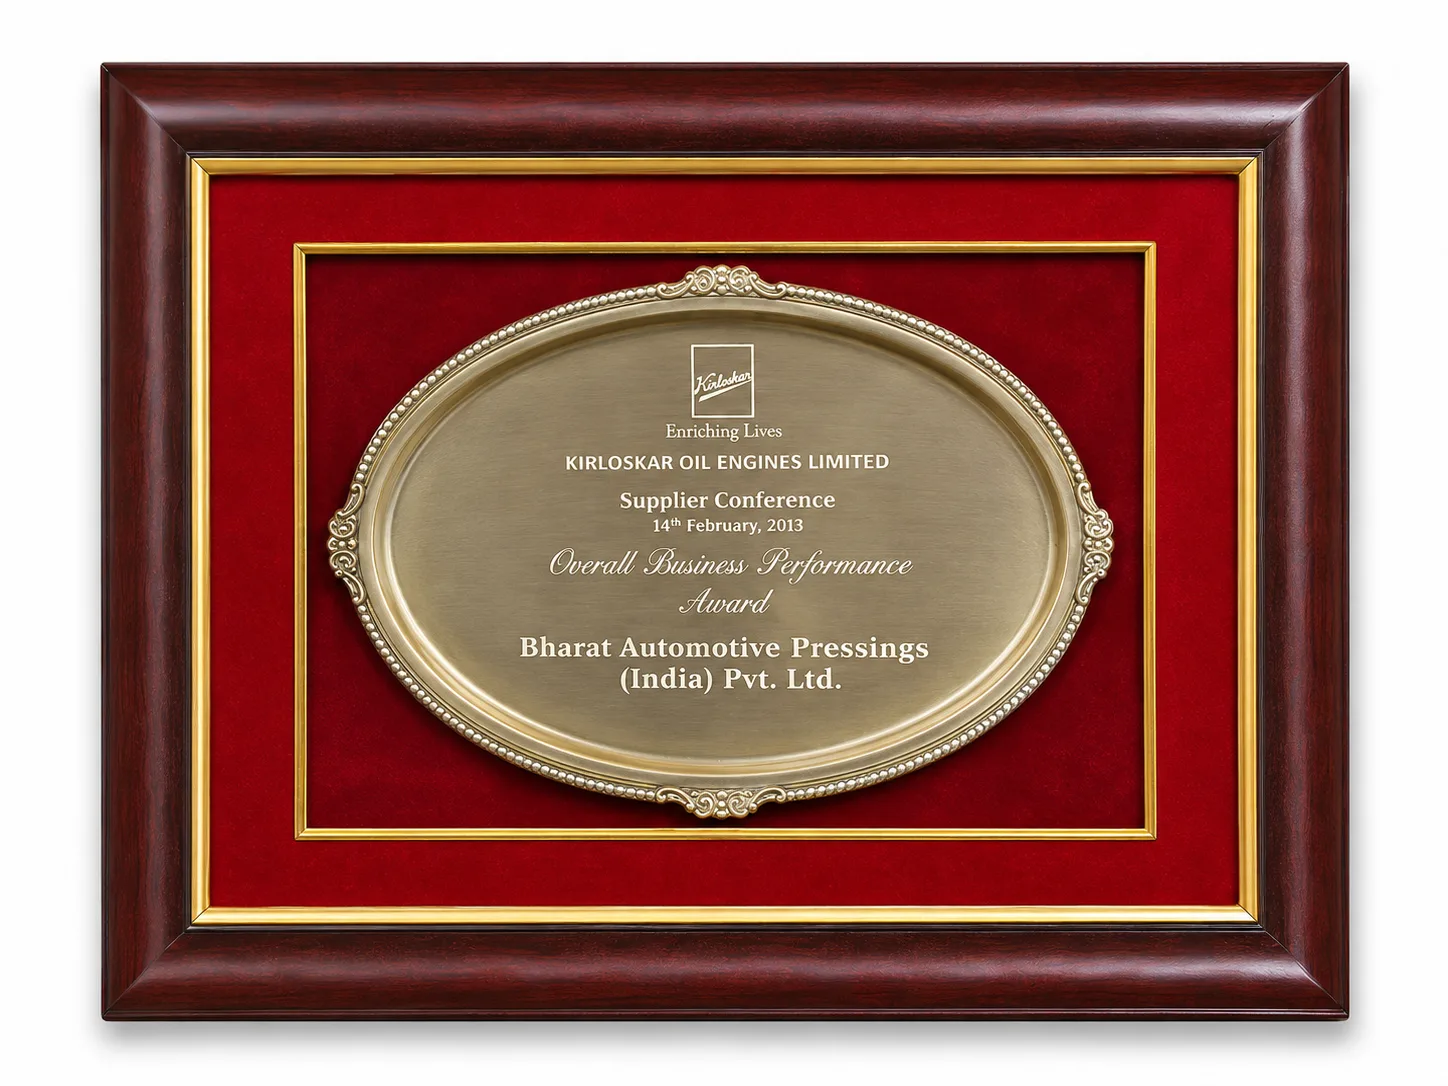 Kirloskar
Enriching Lives
KIRLOSKAR OIL ENGINES LIMITED
Supplier Conference
14th February, 2013
Overall Business Performance
Award
Bharat Automotive Pressings
(India) Pvt. Ltd.